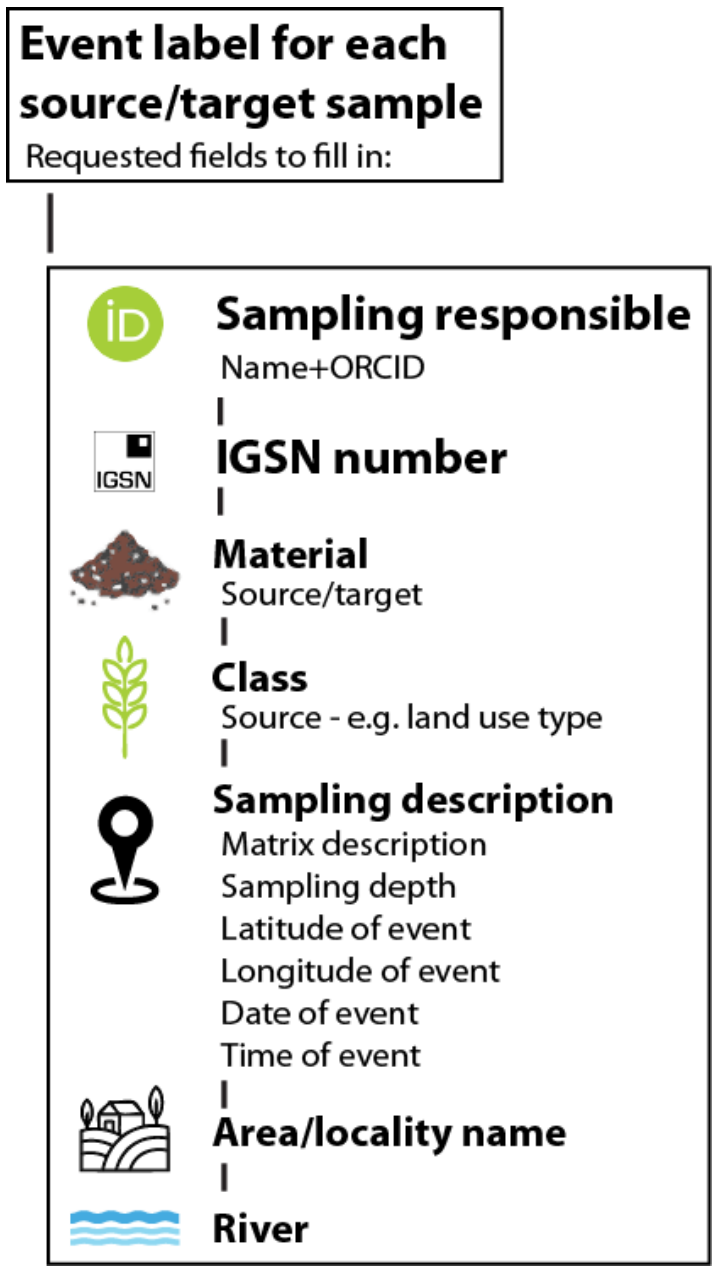 Event label for each
source/target sample
Requested fields to fill in:
iD
Sampling responsible
Name+ORCID
IGSN
IGSN number
Material
Source/target
Class
Source - e.g. land use type
Sampling description
Matrix description
Sampling depth
Latitude of event
Longitude of event
Date of event
Time of event
Area/locality name
River